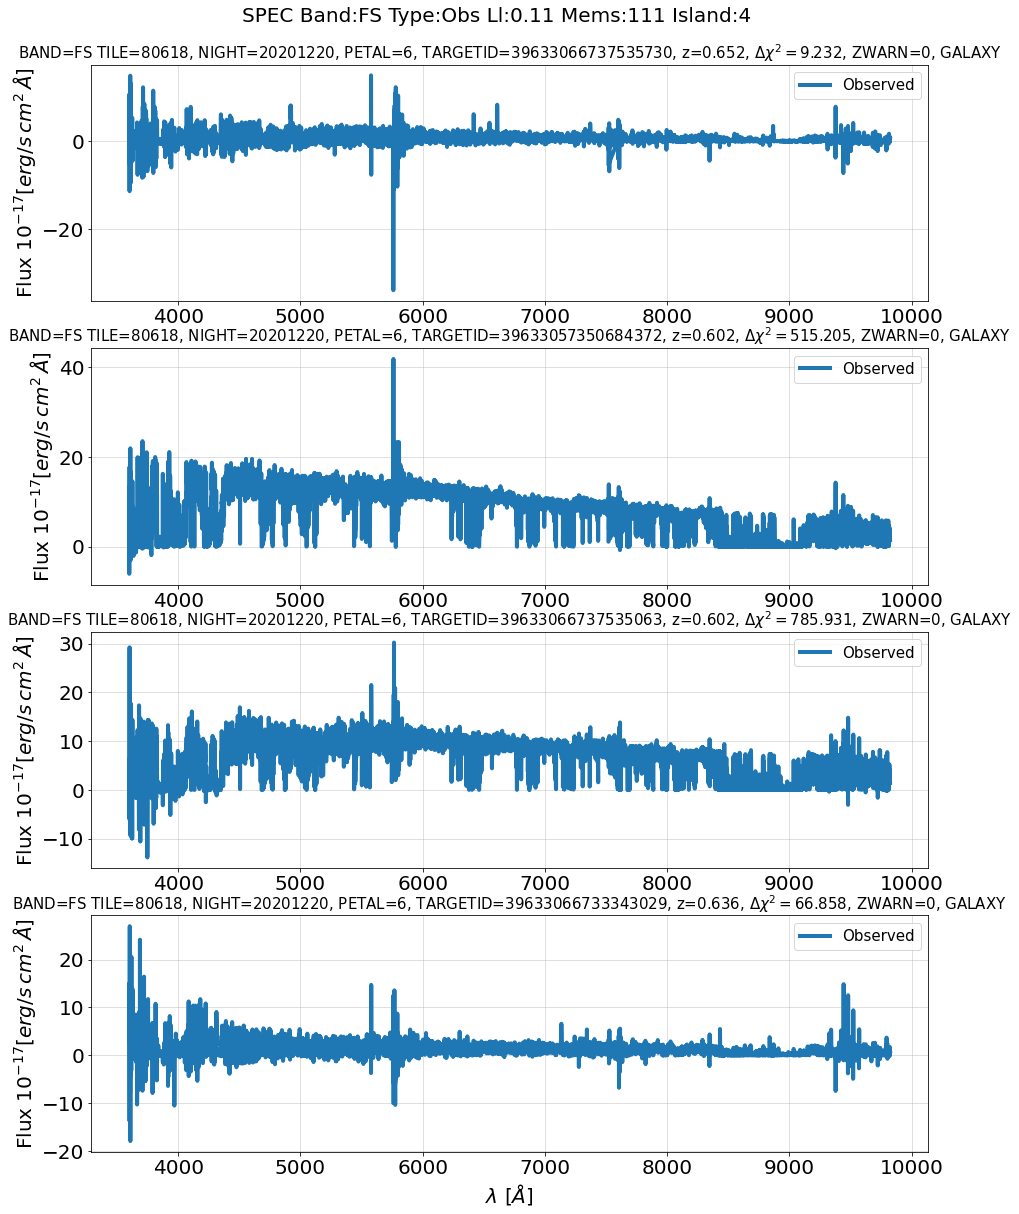 SPEC Band:FS Type:Obs Ll:0.11 Mems:111 Island:4
BAND=FS TILE=80618, NIGHT=20201220, PETAL=6, TARGETID=39633066737535730, z=0.652, Δχ²=9.232, ZWARN=0, GALAXY
Observed
Flux 10⁻¹⁷[erg/s cm² Å]
0
−20
4000 5000 6000 7000 8000 9000 10000
BAND=FS TILE=80618, NIGHT=20201220, PETAL=6, TARGETID=39633057350684372, z=0.602, Δχ²=515.205, ZWARN=0, GALAXY
Observed
Flux 10⁻¹⁷[erg/s cm² Å]
40
20
0
4000 5000 6000 7000 8000 9000 10000
BAND=FS TILE=80618, NIGHT=20201220, PETAL=6, TARGETID=39633066737535063, z=0.602, Δχ²=785.931, ZWARN=0, GALAXY
Observed
Flux 10⁻¹⁷[erg/s cm² Å]
30
20
10
0
−10
4000 5000 6000 7000 8000 9000 10000
BAND=FS TILE=80618, NIGHT=20201220, PETAL=6, TARGETID=39633066733343029, z=0.636, Δχ²=66.858, ZWARN=0, GALAXY
Observed
Flux 10⁻¹⁷[erg/s cm² Å]
20
10
0
−10
−20
4000 5000 6000 7000 8000 9000 10000
λ [Å]